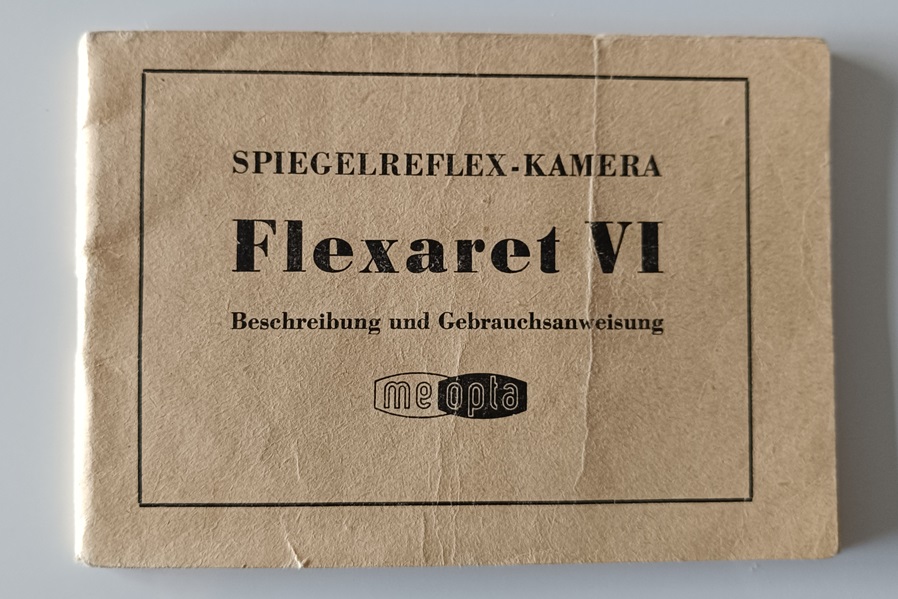 SPIEGELREFLEX-KAMERA
Flexaret VI
Beschreibung und Gebrauchsanweisung
meopta